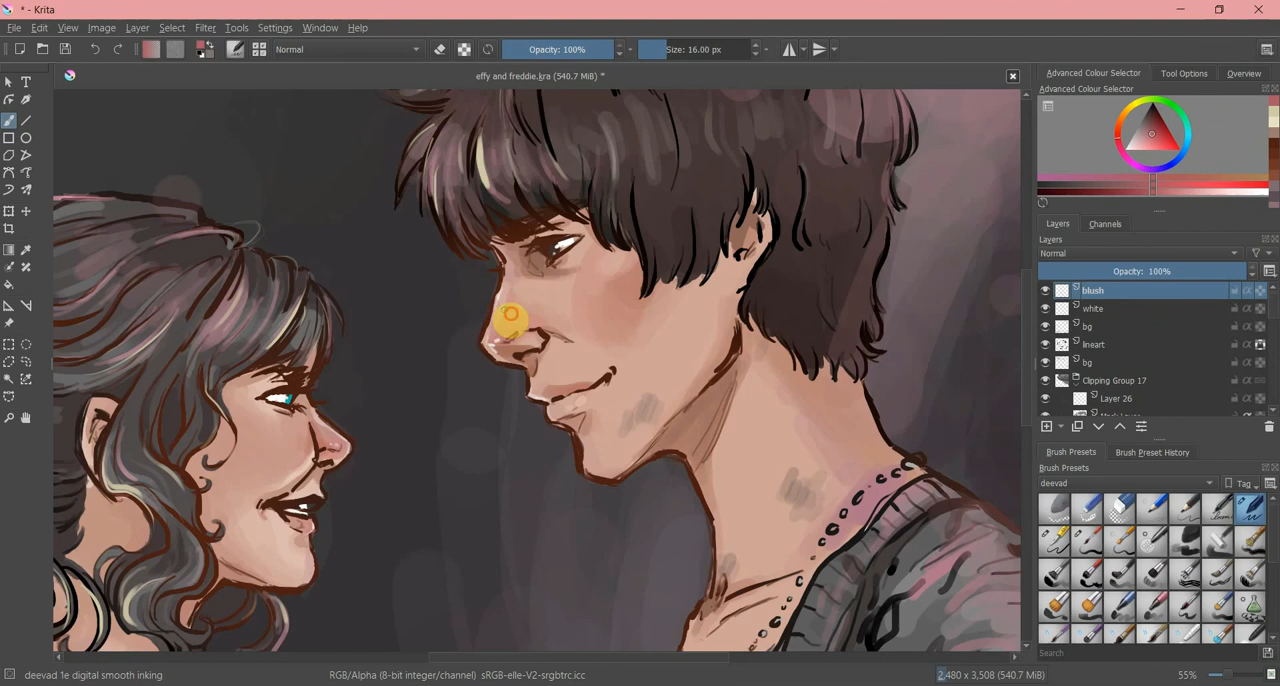 * - Krita
File Edit View Image Layer Select Filter Tools Settings Window Help
Normal Opacity: 100% Size: 16.00 px
effy and freddie.kra (540.7 MiB) *
Advanced Colour Selector Tool Options Overview
Advanced Colour Selector
Layers Channels
Layers
Normal
Opacity: 100%
blush
white
bg
lineart
bg
Clipping Group 17
Layer 26
Brush Presets Brush Preset History
Brush Presets
deevad Tag
Search
deevad 1e digital smooth inking RGB/Alpha (8-bit integer/channel) sRGB-elle-V2-srgbtrc.icc 2,480 x 3,508 (540.7 MiB) 55%